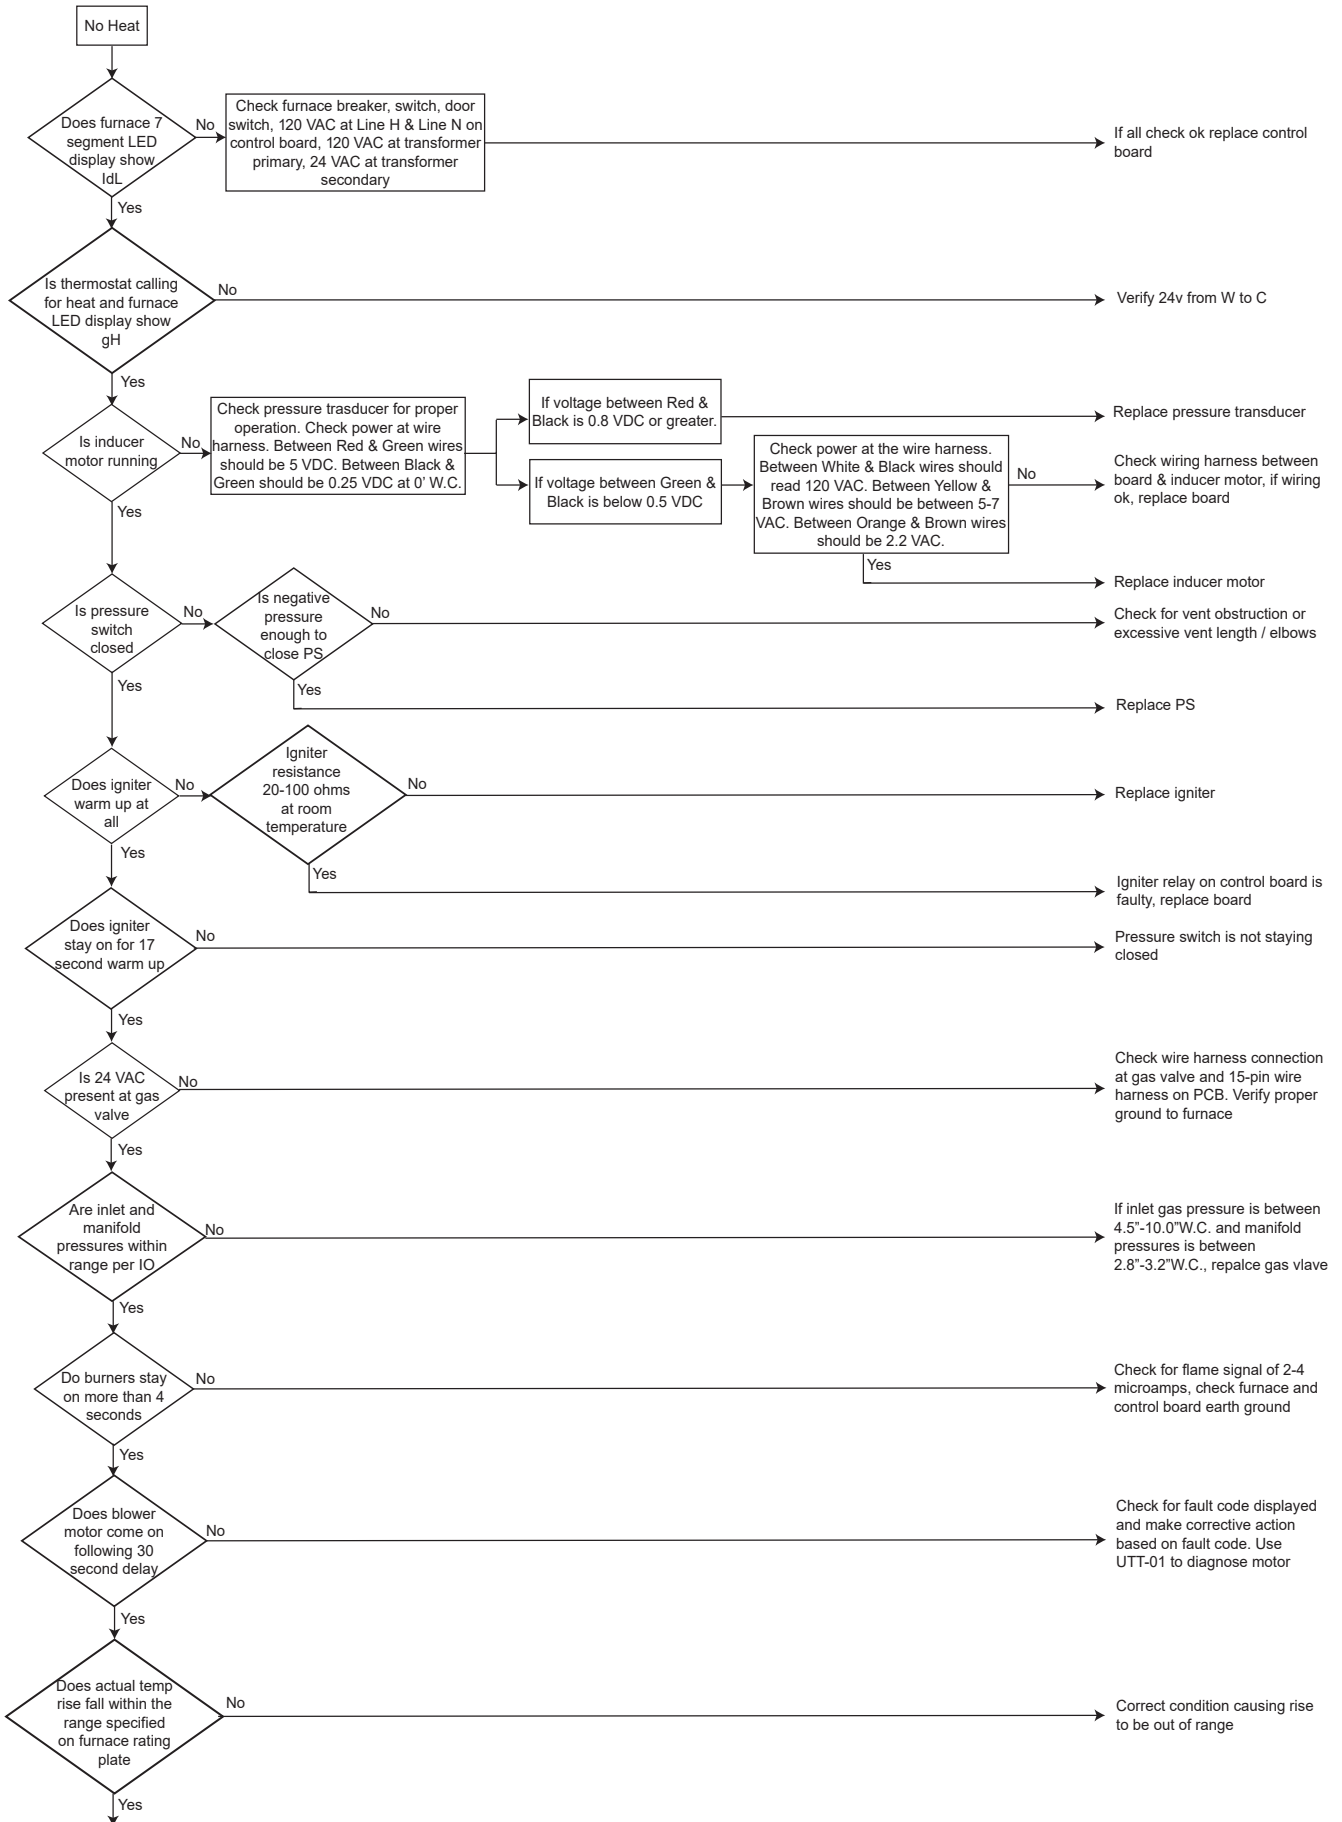 No Heat
Does furnace 7
segment LED
display show
IdL
No
Check furnace breaker, switch, door
switch, 120 VAC at Line H & Line N on
control board, 120 VAC at transformer
primary, 24 VAC at transformer
secondary
If all check ok replace control
board
Yes
Is thermostat calling
for heat and furnace
LED display show
gH
No
Verify 24v from W to C
Yes
Is inducer
motor running
No
Check pressure trasducer for proper
operation. Check power at wire
harness. Between Red & Green wires
should be 5 VDC. Between Black &
Green should be 0.25 VDC at 0' W.C.
If voltage between Red &
Black is 0.8 VDC or greater.
Replace pressure transducer
If voltage between Green &
Black is below 0.5 VDC
Check power at the wire harness.
Between White & Black wires should
read 120 VAC. Between Yellow &
Brown wires should be between 5-7
VAC. Between Orange & Brown wires
should be 2.2 VAC.
No
Check wiring harness between
board & inducer motor, if wiring
ok, replace board
Yes
Replace inducer motor
Yes
Is pressure
switch
closed
No
Is negative
pressure
enough to
close PS
No
Check for vent obstruction or
excessive vent length / elbows
Yes
Replace PS
Yes
Does igniter
warm up at
all
No
Igniter
resistance
20-100 ohms
at room
temperature
No
Replace igniter
Yes
Igniter relay on control board is
faulty, replace board
Yes
Does igniter
stay on for 17
second warm up
No
Pressure switch is not staying
closed
Yes
Is 24 VAC
present at gas
valve
No
Check wire harness connection
at gas valve and 15-pin wire
harness on PCB. Verify proper
ground to furnace
Yes
Are inlet and
manifold
pressures within
range per IO
No
If inlet gas pressure is between
4.5”-10.0”W.C. and manifold
pressures is between
2.8”-3.2”W.C., repalce gas vlave
Yes
Do burners stay
on more than 4
seconds
No
Check for flame signal of 2-4
microamps, check furnace and
control board earth ground
Yes
Does blower
motor come on
following 30
second delay
No
Check for fault code displayed
and make corrective action
based on fault code. Use
UTT-01 to diagnose motor
Yes
Does actual temp
rise fall within the
range specified
on furnace rating
plate
No
Correct condition causing rise
to be out of range
Yes